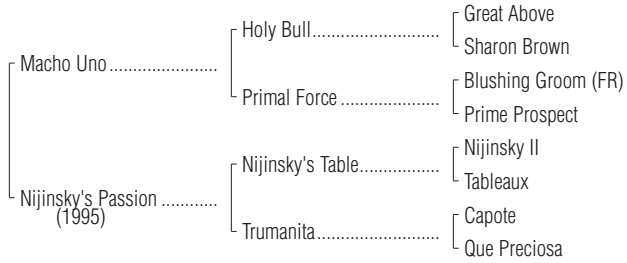 Great Above
Holy Bull
Sharon Brown
Macho Uno
Blushing Groom (FR)
Primal Force
Prime Prospect
Nijinsky II
Nijinsky's Table
Tableaux
Nijinsky's Passion
(1995)
Capote
Trumanita
Que Preciosa